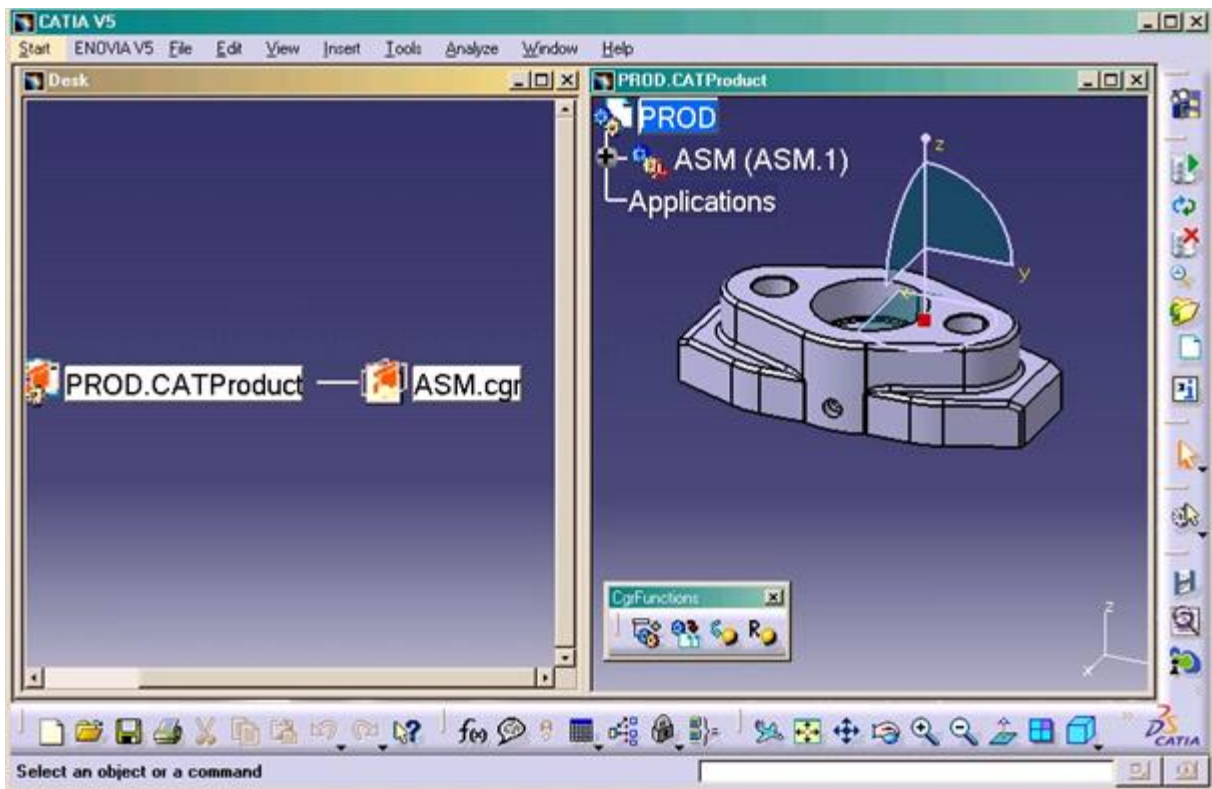 CATIA V5
Start ENOVIA V5 File Edit View Insert Tools Analyze Window Help
Desk
PROD.CATProduct
PROD
ASM (ASM.1)
Applications
z
y
PROD.CATProduct
ASM.cgr
CgrFunctions
R
z
x
f(x)
CATIA
Select an object or a command